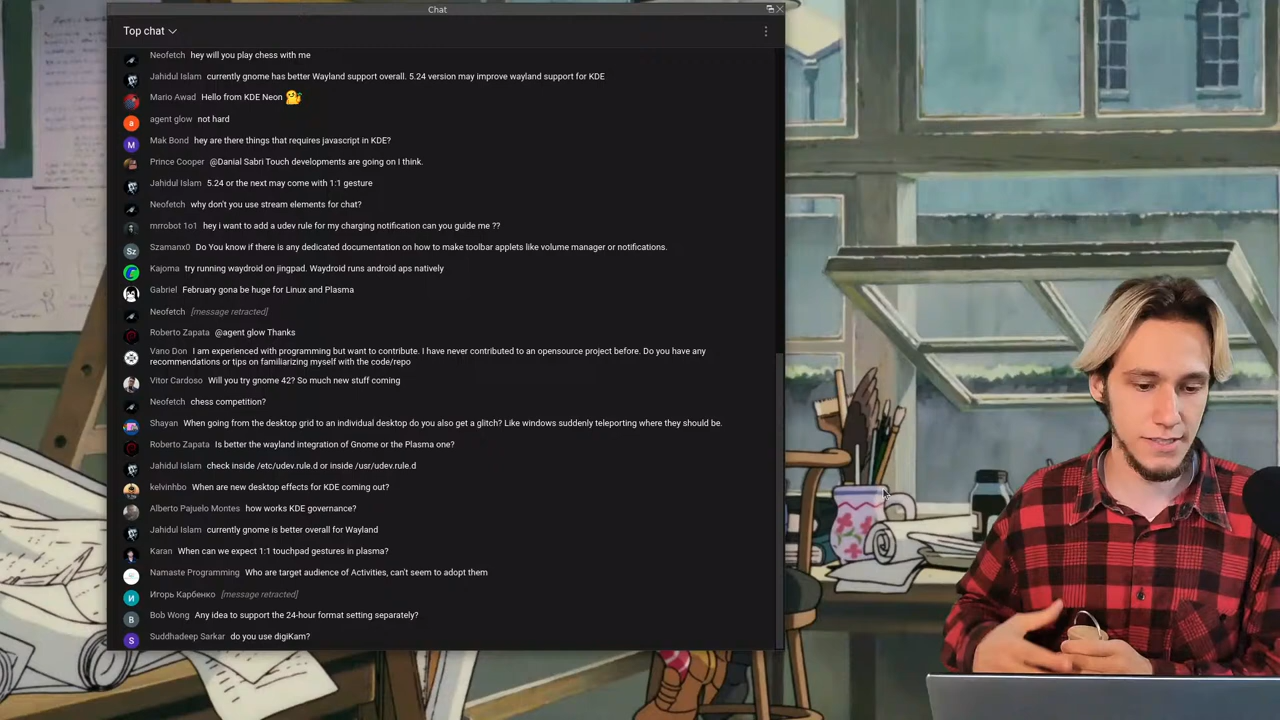 Chat
Top chat
Neofetch hey will you play chess with me
Jahidul Islam currently gnome has better Wayland support overall. 5.24 version may improve wayland support for KDE
Mario Awad Hello from KDE Neon
a agent glow not hard
M Mak Bond hey are there things that requires javascript in KDE?
Prince Cooper @Danial Sabri Touch developments are going on I think.
Jahidul Islam 5.24 or the next may come with 1:1 gesture
Neofetch why don't you use stream elements for chat?
mrrobot 1o1 hey i want to add a udev rule for my charging notification can you guide me ??
Sz Szamanx0 Do You know if there is any dedicated documentation on how to make toolbar applets like volume manager or notifications.
Kajoma try running waydroid on jingpad. Waydroid runs android aps natively
Gabriel February gona be huge for Linux and Plasma
Neofetch [message retracted]
Roberto Zapata @agent glow Thanks
Vano Don I am experienced with programming but want to contribute. I have never contributed to an opensource project before. Do you have any
recommendations or tips on familiarizing myself with the code/repo
Vitor Cardoso Will you try gnome 42? So much new stuff coming
Neofetch chess competition?
Shayan When going from the desktop grid to an individual desktop do you also get a glitch? Like windows suddenly teleporting where they should be.
Roberto Zapata Is better the wayland integration of Gnome or the Plasma one?
Jahidul Islam check inside /etc/udev.rule.d or inside /usr/udev.rule.d
kelvinhbo When are new desktop effects for KDE coming out?
Alberto Pajuelo Montes how works KDE governance?
Jahidul Islam currently gnome is better overall for Wayland
Karan When can we expect 1:1 touchpad gestures in plasma?
Namaste Programming Who are target audience of Activities, can't seem to adopt them
И Игорь Карбенко [message retracted]
B Bob Wong Any idea to support the 24-hour format setting separately?
S Suddhadeep Sarkar do you use digiKam?